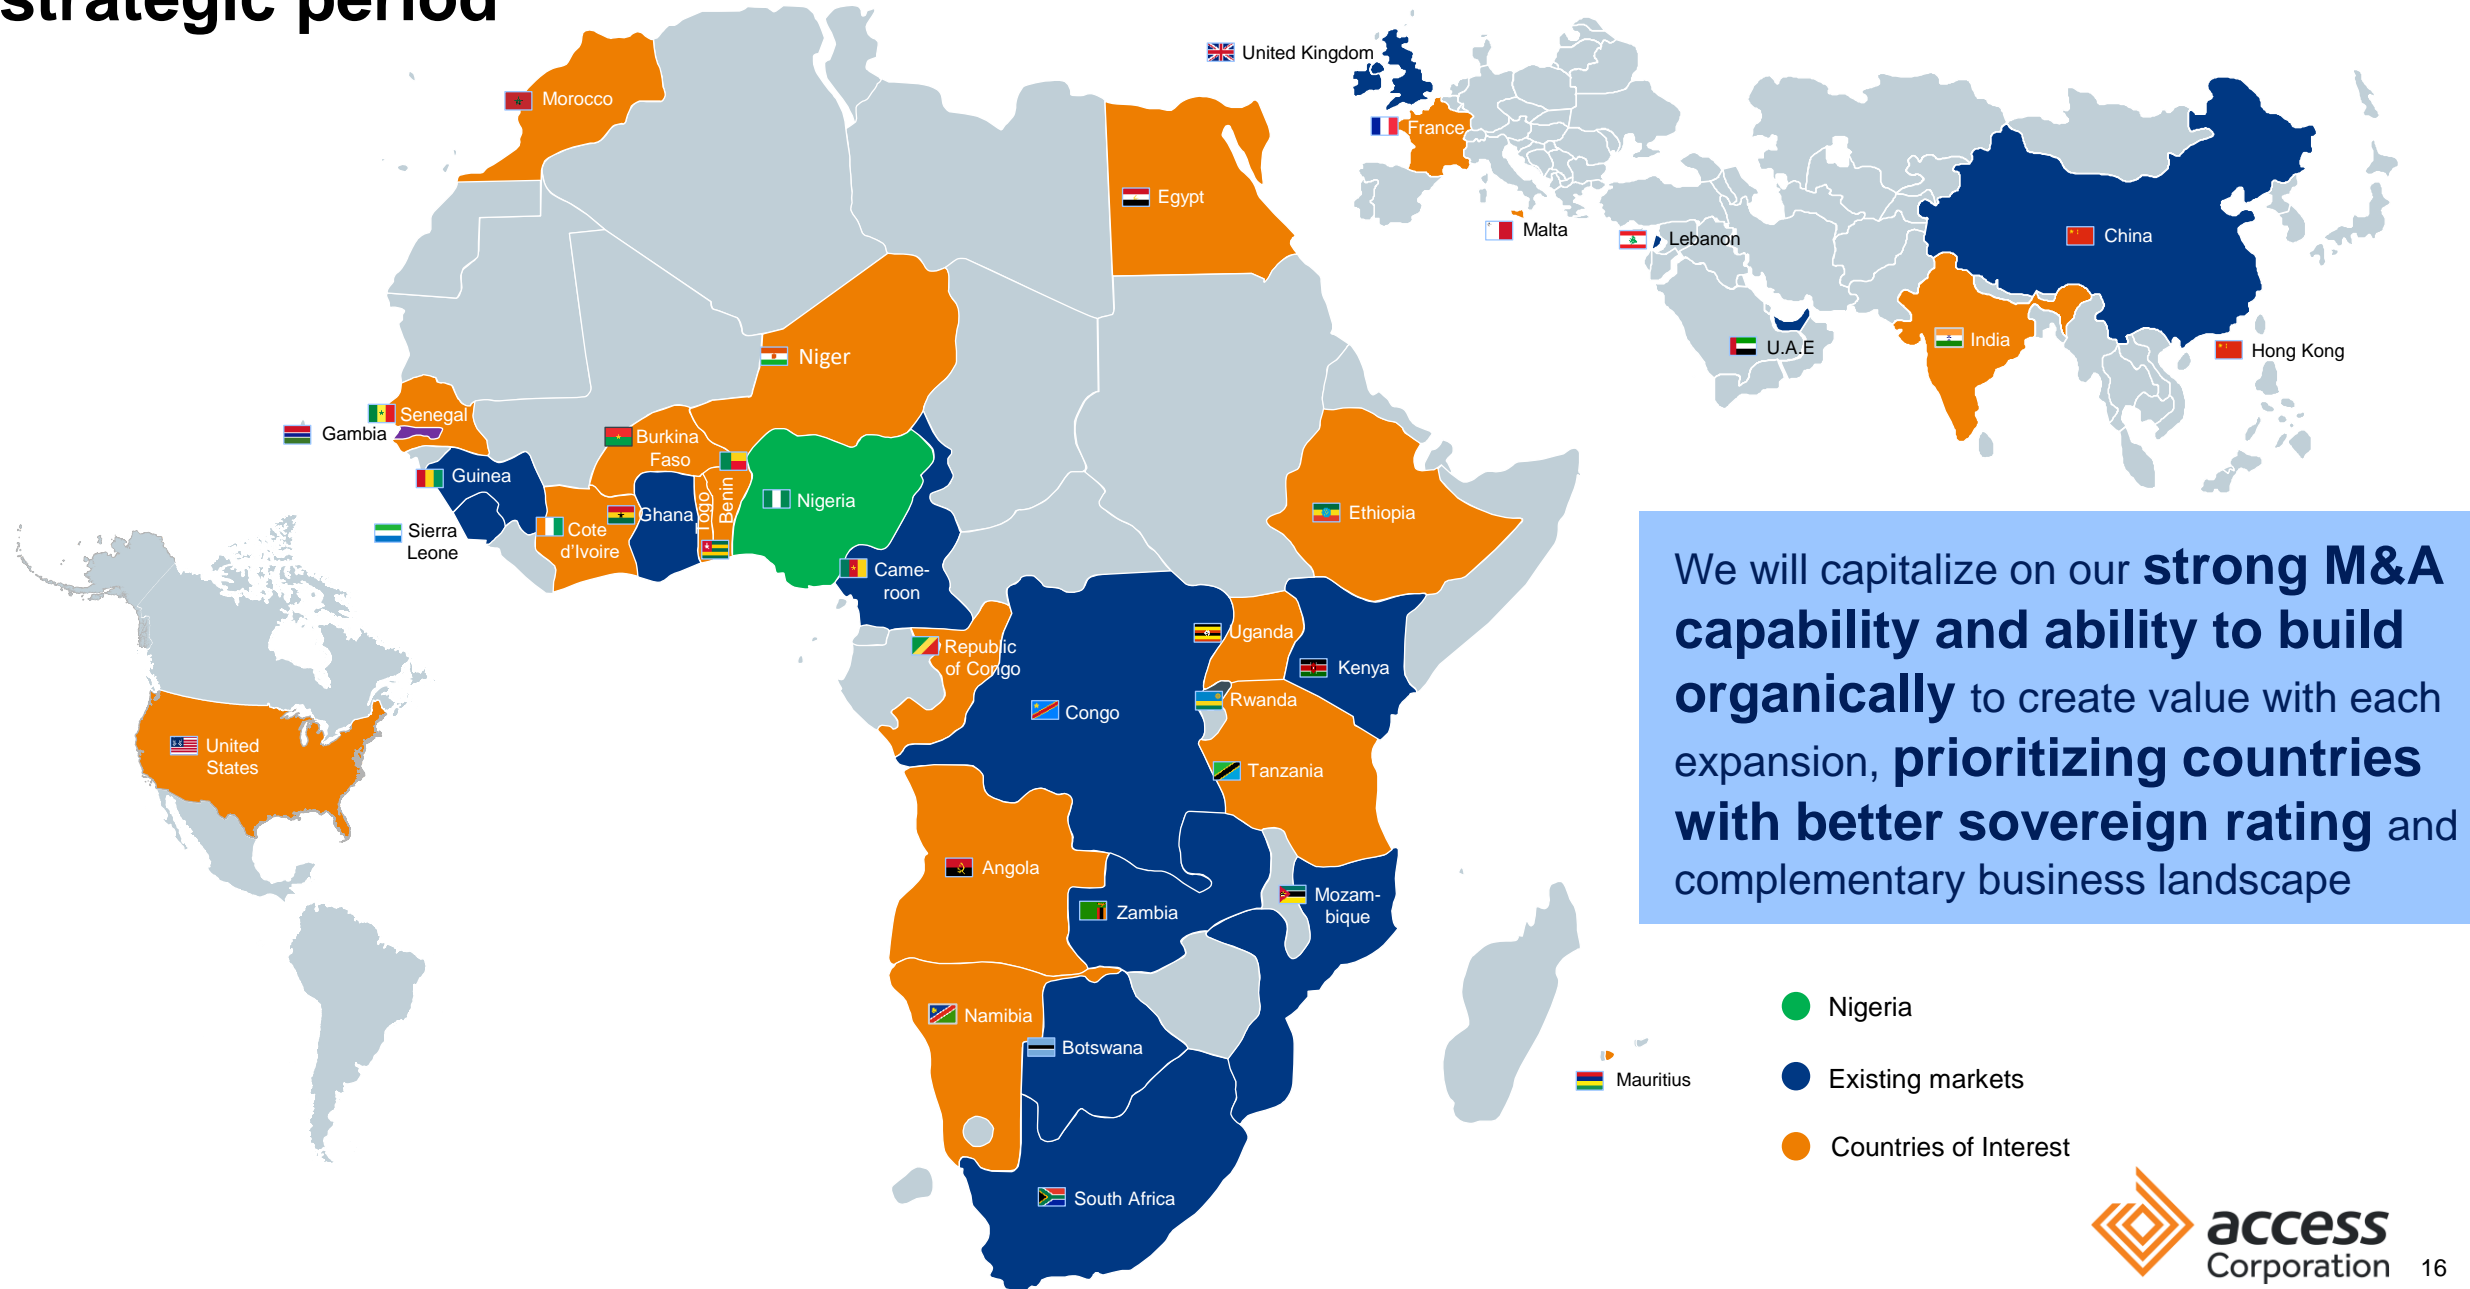 strategic period
United Kingdom
Morocco
France
Egypt
Malta
Lebanon
China
U.A.E
India
Hong Kong
Niger
Senegal
Gambia
Burkina
Faso
Guinea
Togo
Benin
Nigeria
Ghana
Cote
d'Ivoire
Sierra
Leone
Ethiopia
Came-
roon
Uganda
Republic
of Congo
Kenya
Rwanda
Congo
United
States
Tanzania
Angola
Zambia
Mozam-
bique
Namibia
Botswana
Mauritius
South Africa
We will capitalize on our strong M&A
capability and ability to build
organically to create value with each
expansion, prioritizing countries
with better sovereign rating and
complementary business landscape
Nigeria
Existing markets
Countries of Interest
access
Corporation
16